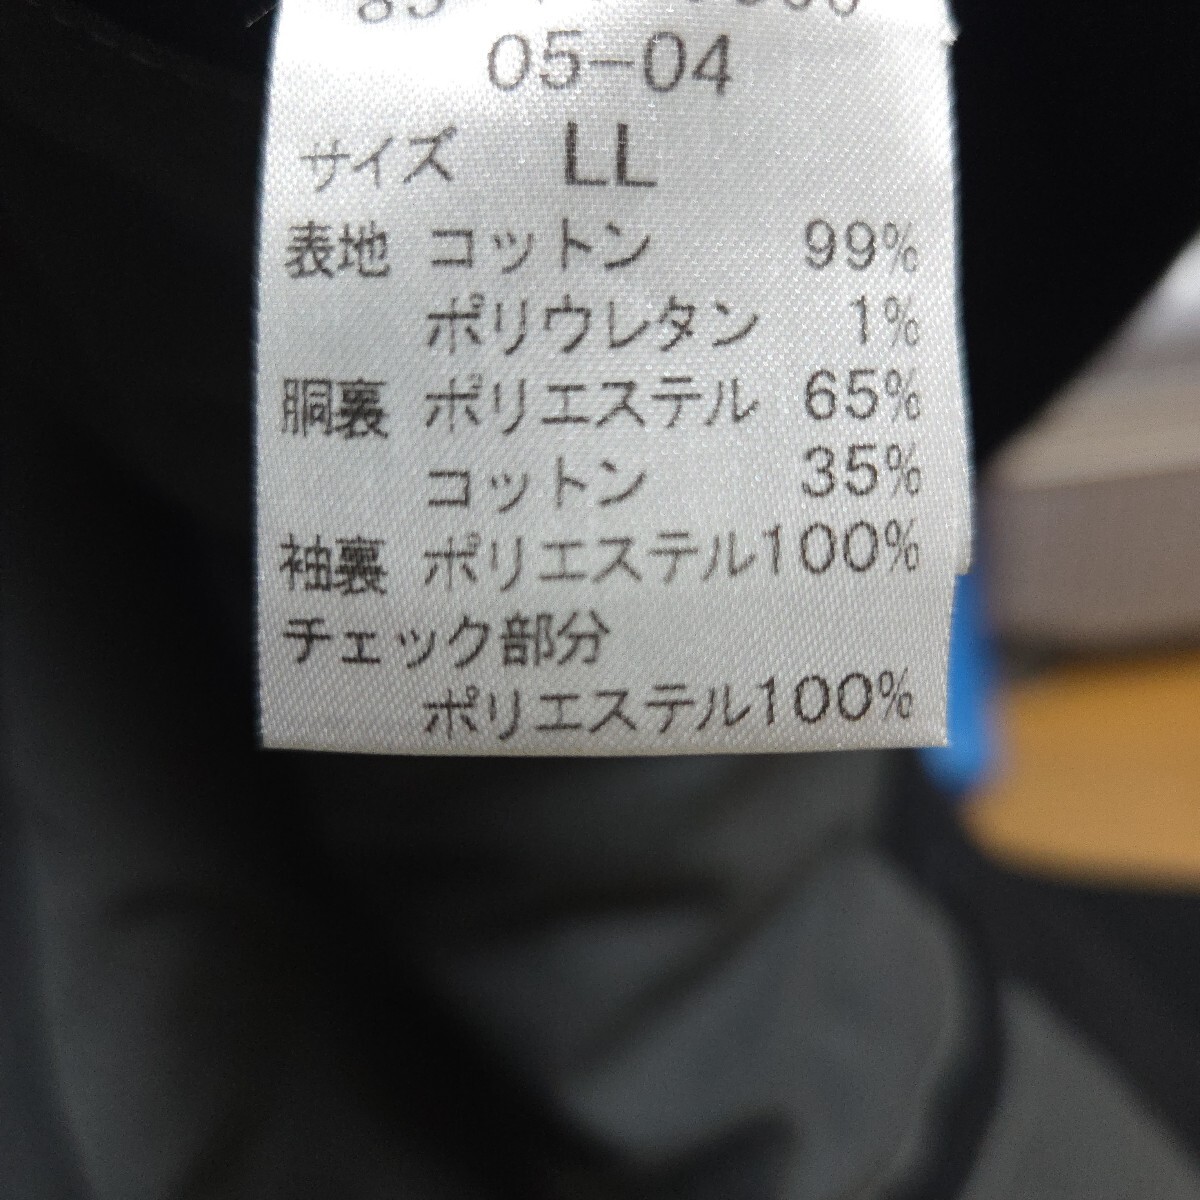 05-04
サイズ LL
表地 コットン 99%
ポリウレタン 1%
胴裏 ポリエステル 65%
コットン 35%
袖裏 ポリエステル100%
チェック部分
ポリエステル100%